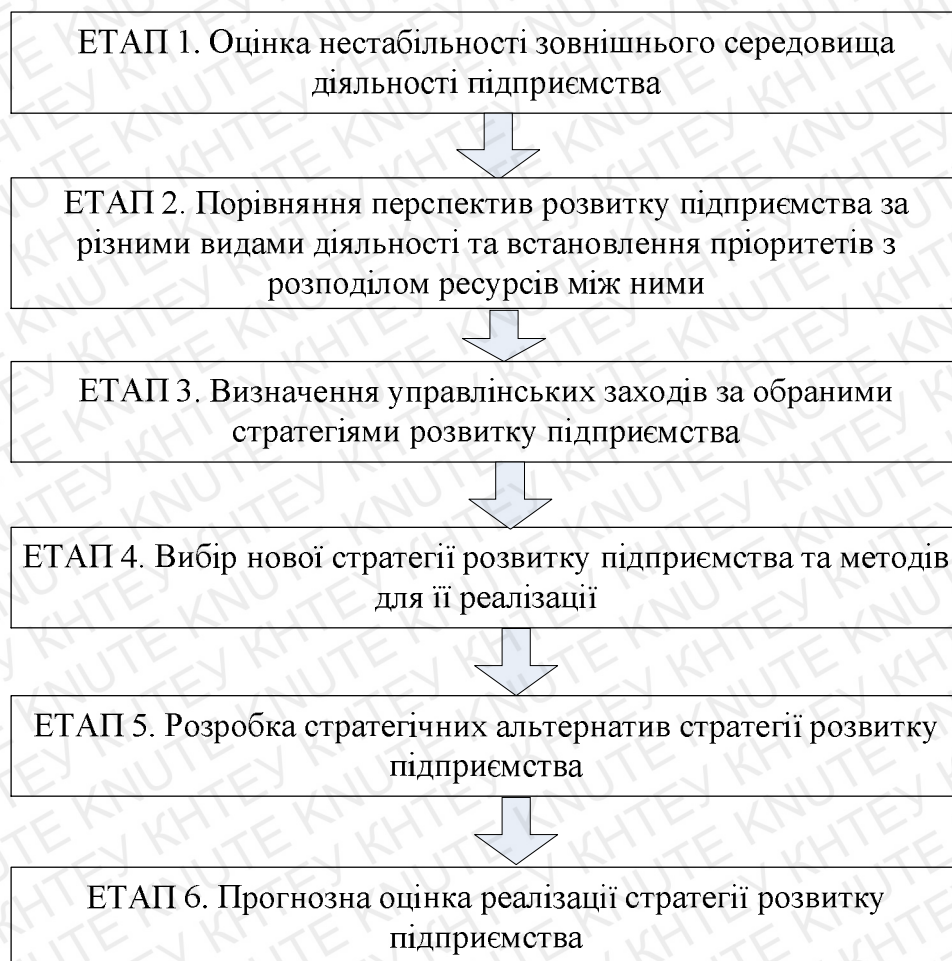 ЕТАП 1. Оцінка нестабільності зовнішнього середовища
діяльності підприємства
ЕТАП 2. Порівняння перспектив розвитку підприємства за
різними видами діяльності та встановлення пріоритетів з
розподілом ресурсів між ними
ЕТАП 3. Визначення управлінських заходів за обраними
стратегіями розвитку підприємства
ЕТАП 4. Вибір нової стратегії розвитку підприємства та методів
для її реалізації
ЕТАП 5. Розробка стратегічних альтернатив стратегії розвитку
підприємства
ЕТАП 6. Прогнозна оцінка реалізації стратегії розвитку
підприємства